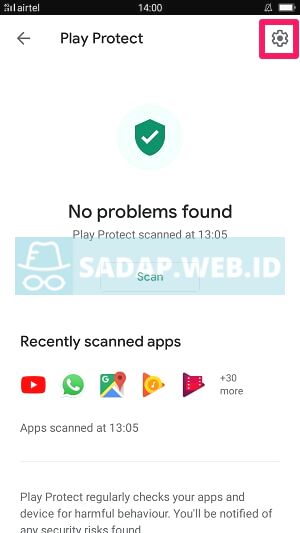 airtel 14:00
Play Protect
No problems found
Play Protect scanned at 13:05
SADAP.WEB.ID
Scan
Recently scanned apps
+30
more
Apps scanned at 13:05
Play Protect regularly checks your apps and
device for harmful behaviour. You'll be notified of
any security risks found.